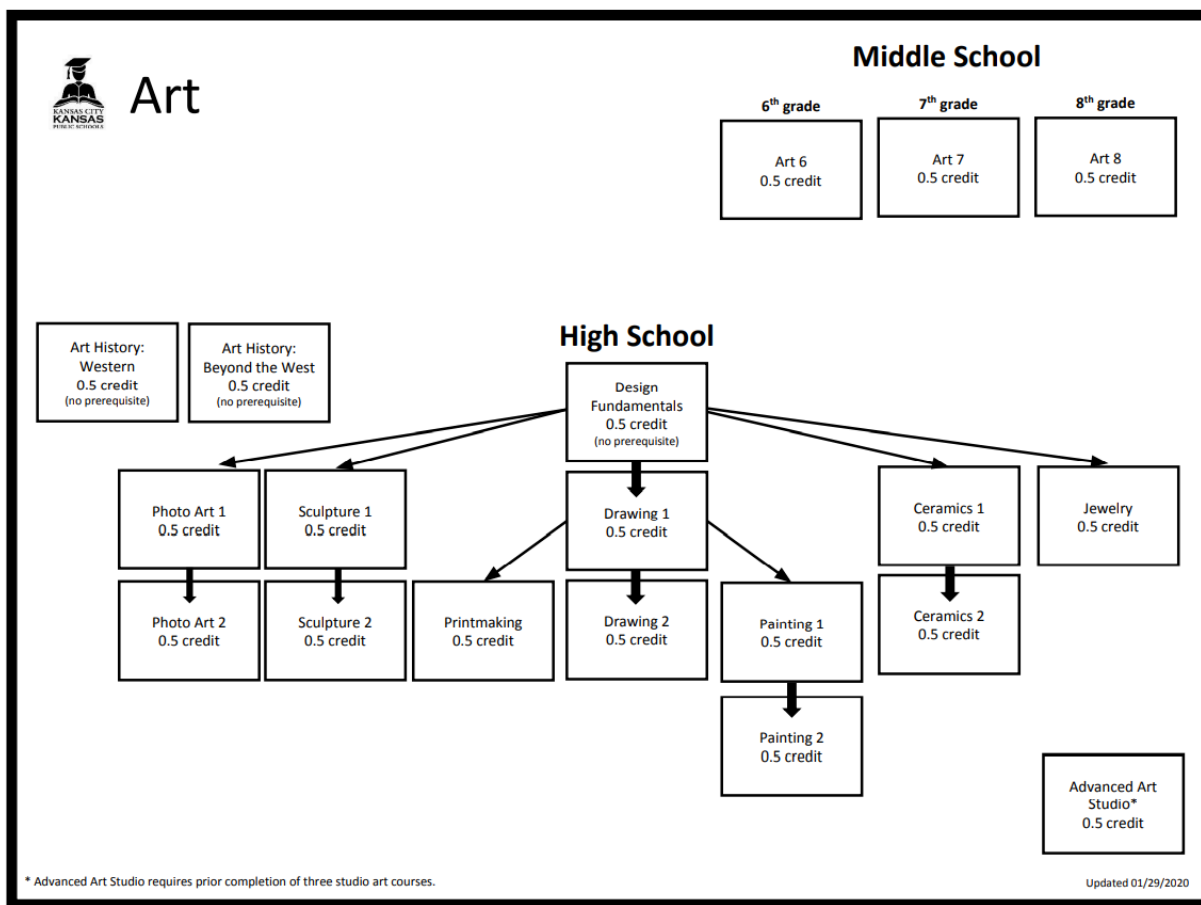 KANSAS CITY
KANSAS
PUBLIC SCHOOLS
Art
Middle School
6th grade
7th grade
8th grade
Art 6
0.5 credit
Art 7
0.5 credit
Art 8
0.5 credit
High School
Art History:
Western
0.5 credit
(no prerequisite)
Art History:
Beyond the West
0.5 credit
(no prerequisite)
Design
Fundamentals
0.5 credit
(no prerequisite)
Photo Art 1
0.5 credit
Sculpture 1
0.5 credit
Drawing 1
0.5 credit
Ceramics 1
0.5 credit
Jewelry
0.5 credit
Photo Art 2
0.5 credit
Sculpture 2
0.5 credit
Printmaking
0.5 credit
Drawing 2
0.5 credit
Painting 1
0.5 credit
Ceramics 2
0.5 credit
Painting 2
0.5 credit
Advanced Art
Studio*
0.5 credit
* Advanced Art Studio requires prior completion of three studio art courses.
Updated 01/29/2020